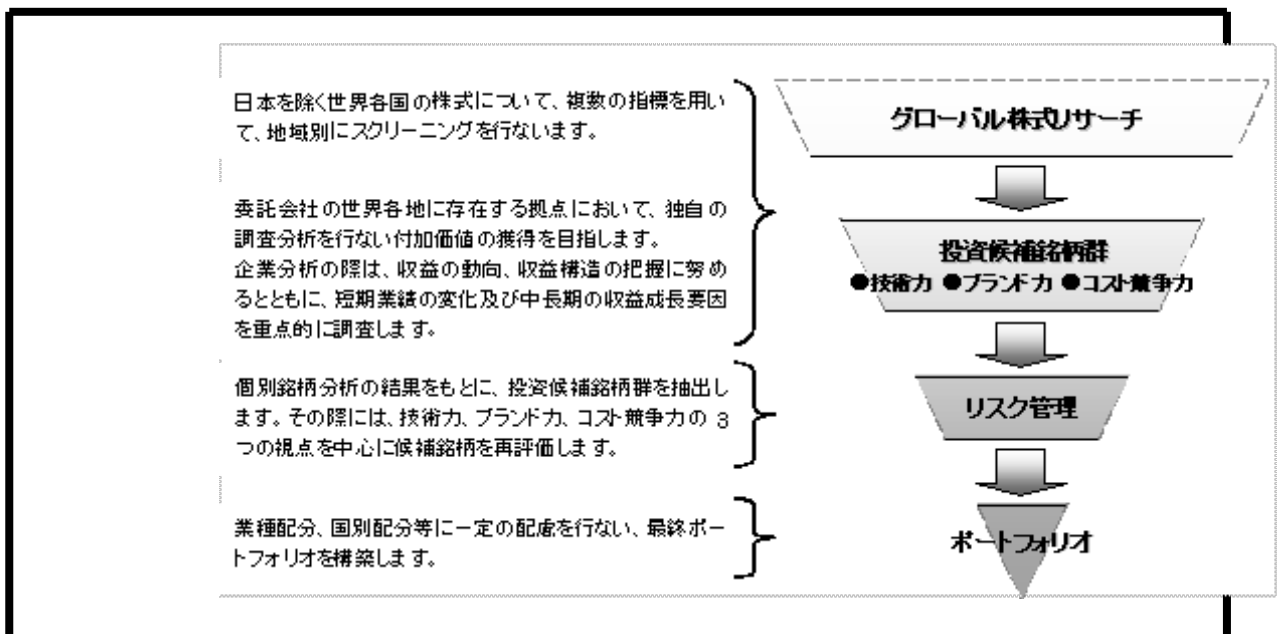 日本を除く世界各国の株式について、複数の指標を用い
て、地域別にスクリーニングを行ないます。
委託会社の世界各地に存在する拠点において、独自の
調査分析を行ない付加価値の獲得を目指します。
企業分析の際は、収益の動向、収益構造の把握に努め
るとともに、短期業績の変化及び中長期の収益成長要因
を重点的に調査します。
個別銘柄分析の結果をもとに、投資候補銘柄群を抽出し
ます。その際には、技術力、ブランド力、コスト競争力の 3
つの視点を中心に候補銘柄を再評価します。
業種配分、国別配分等に一定の配慮を行ない、最終ポー
トフォリオを構築します。
グローバル株式リサーチ
投資候補銘柄群
●技術力 ●ブランド力 ●コスト競争力
リスク管理
ポートフォリオ